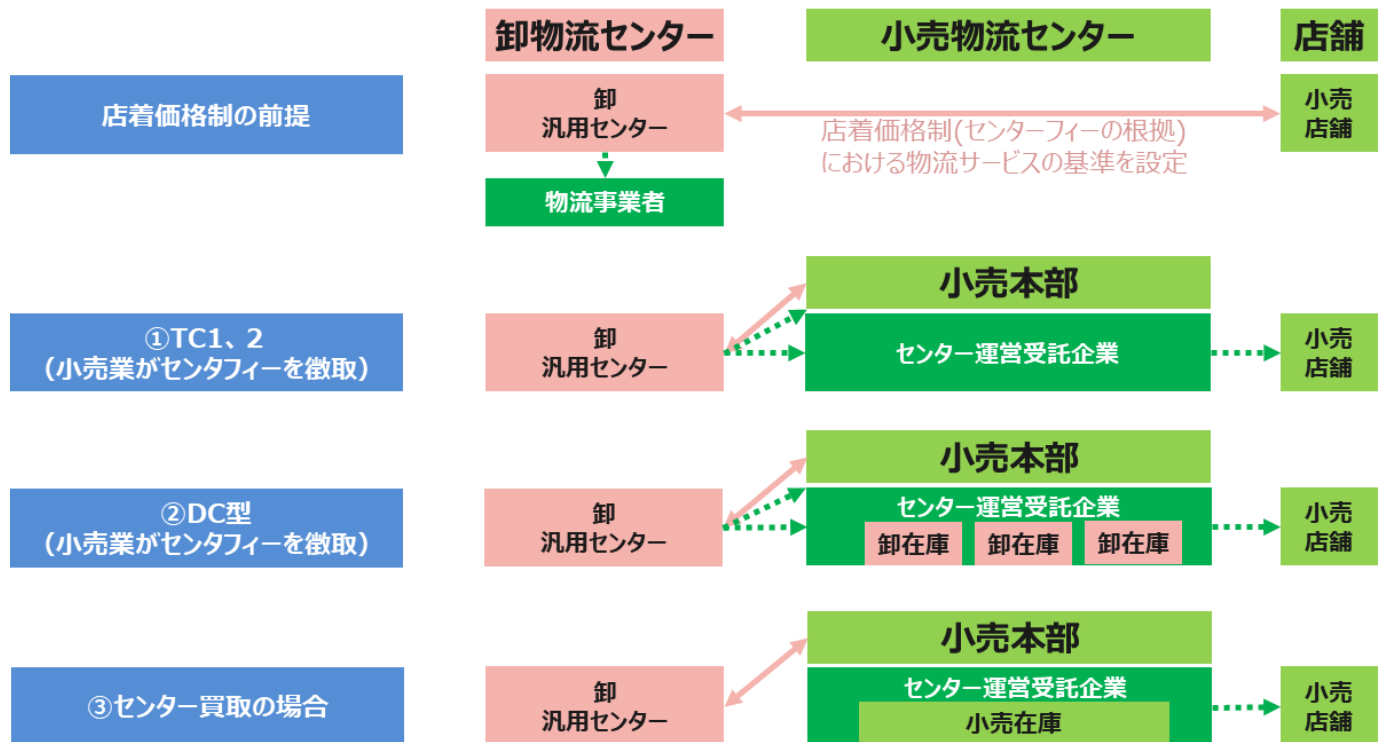 卸物流センター
小売物流センター
店舗
店着価格制の前提
卸
汎用センター
店着価格制(センターフィーの根拠)
における物流サービスの基準を設定
小売
店舗
物流事業者
小売本部
①TC1、2
（小売業がセンタフィーを徴取）
卸
汎用センター
センター運営受託企業
小売
店舗
小売本部
②DC型
（小売業がセンタフィーを徴取）
卸
汎用センター
センター運営受託企業
卸在庫
卸在庫
卸在庫
小売
店舗
小売本部
③センター買取の場合
卸
汎用センター
センター運営受託企業
小売在庫
小売
店舗